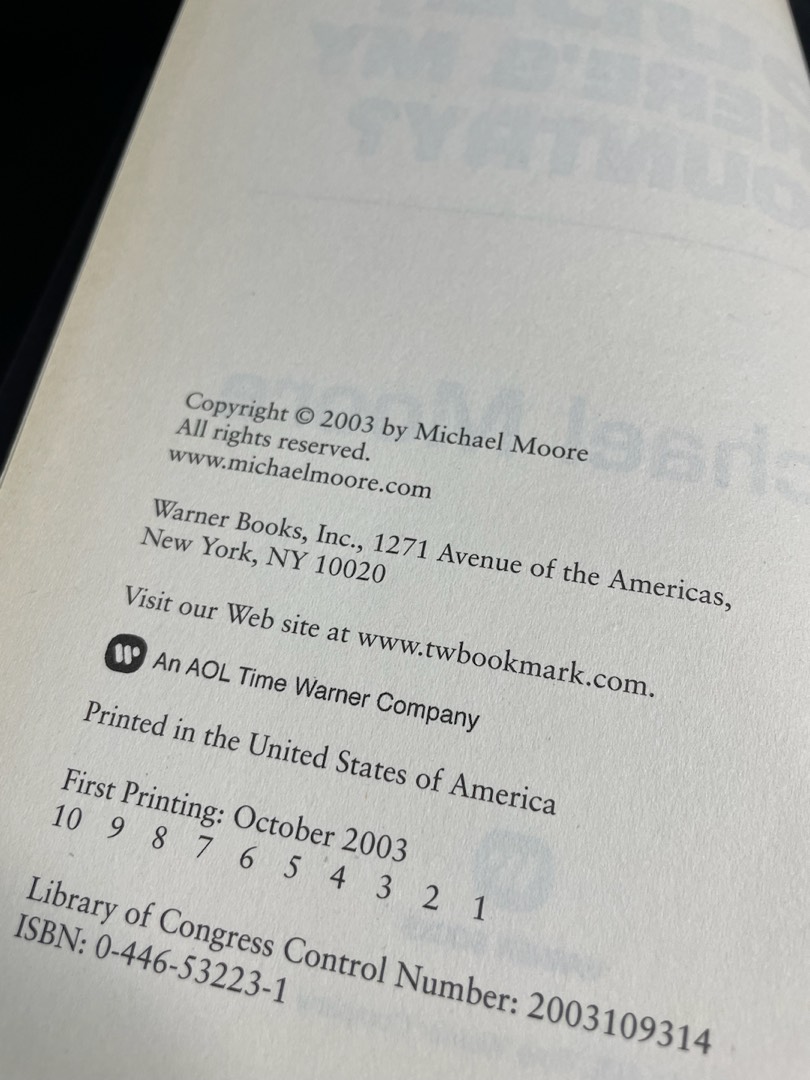 Copyright © 2003 by Michael Moore
All rights reserved.
www.michaelmoore.com
Warner Books, Inc., 1271 Avenue of the Americas,
New York, NY 10020
Visit our Web site at www.twbookmark.com.
W An AOL Time Warner Company
Printed in the United States of America
First Printing: October 2003
10 9 8 7 6 5 4 3 2 1
Library of Congress Control Number: 2003109314
ISBN: 0-446-53223-1